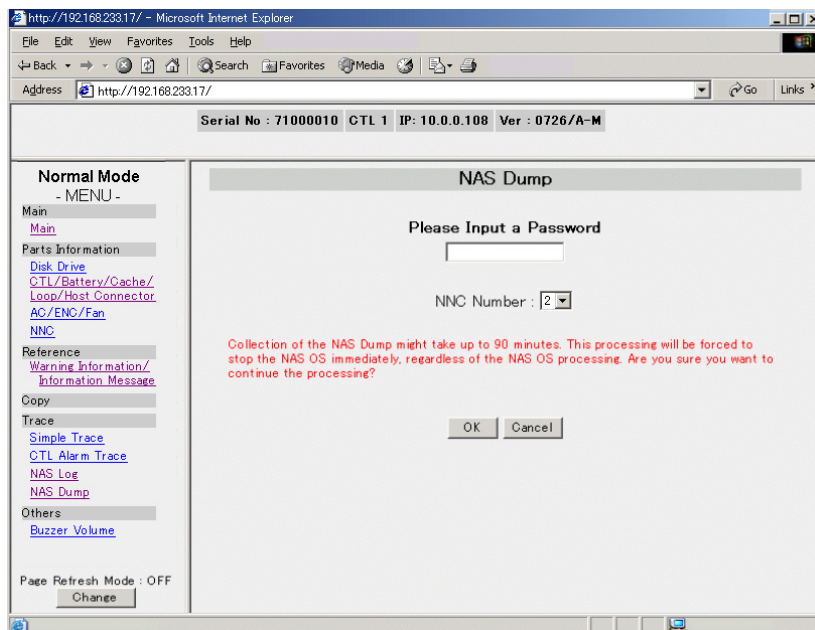 http://192.168.233.17/ - Microsoft Internet Explorer
File Edit View Favorites Tools Help
Back Search Favorites Media
Address http://192.168.233.17/ Go Links
Serial No : 71000010 CTL 1 IP: 10.0.0.108 Ver : 0726/A-M
Normal Mode
- MENU -
Main
Main
Parts Information
Disk Drive
CTL/Battery/Cache/
Loop/Host Connector
AC/ENC/Fan
NNC
Reference
Warning Information/
Information Message
Copy
Trace
Simple Trace
CTL Alarm Trace
NAS Log
NAS Dump
Others
Buzzer Volume
Page Refresh Mode : OFF
Change
NAS Dump
Please Input a Password
NNC Number : 2
Collection of the NAS Dump might take up to 90 minutes. This processing will be forced to
stop the NAS OS immediately, regardless of the NAS OS processing. Are you sure you want to
continue the processing?
OK Cancel